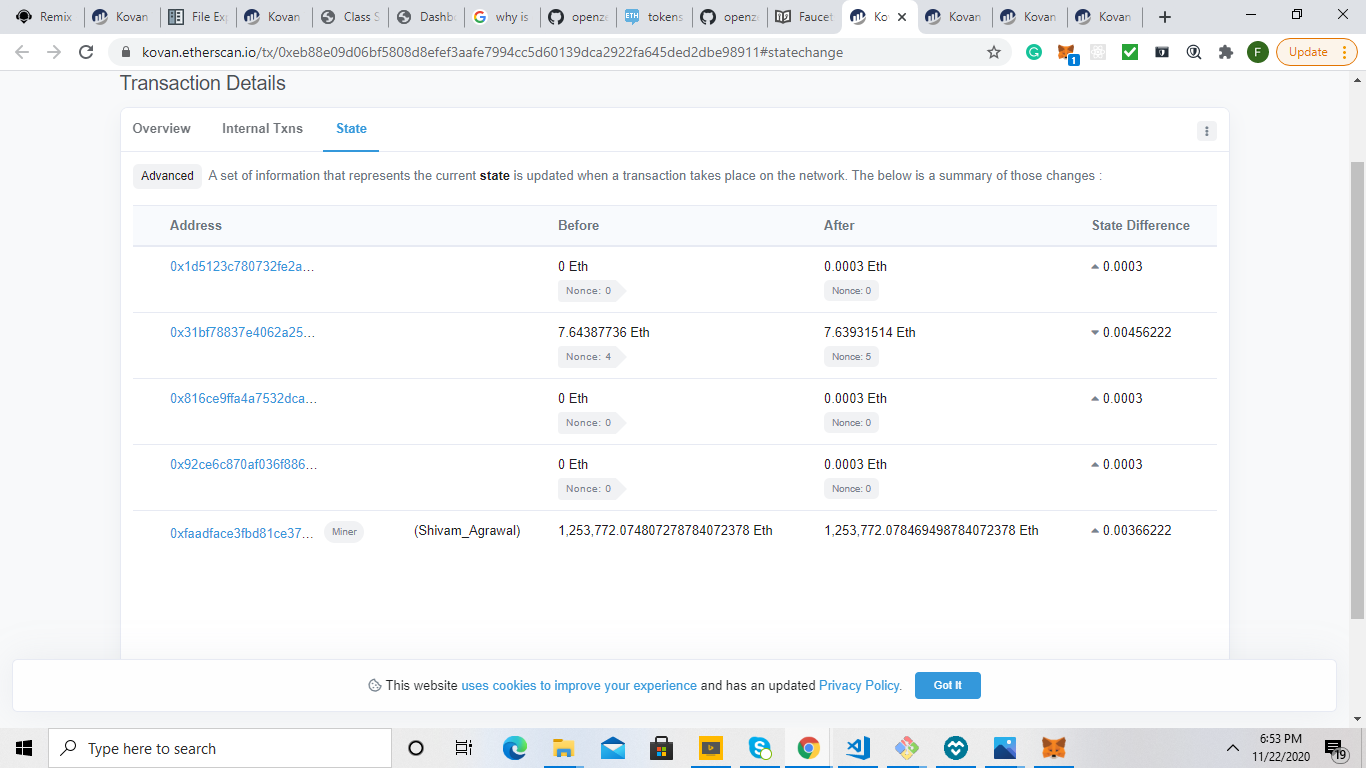 Remix
Kovan
File Exp
Kovan
Class S
Dashbo
why is
openze
tokens
openze
Faucet
Ko
Kovan
Kovan
Kovan
kovan.etherscan.io/tx/0xeb88e09d06bf5808d8efef3aafe7994cc5d60139dca2922fa645ded2dbe98911#statechange
1
F
Update
Transaction Details
Overview Internal Txns State
Advanced A set of information that represents the current state is updated when a transaction takes place on the network. The below is a summary of those changes :
Address Before After State Difference
0x1d5123c780732fe2a... 0 Eth 0.0003 Eth 0.0003
Nonce: 0 Nonce: 0
0x31bf78837e4062a25... 7.64387736 Eth 7.63931514 Eth 0.00456222
Nonce: 4 Nonce: 5
0x816ce9ffa4a7532dca... 0 Eth 0.0003 Eth 0.0003
Nonce: 0 Nonce: 0
0x92ce6c870af036f886... 0 Eth 0.0003 Eth 0.0003
Nonce: 0 Nonce: 0
0xfaadface3fbd81ce37... Miner (Shivam_Agrawal) 1,253,772.074807278784072378 Eth 1,253,772.078469498784072378 Eth 0.00366222
This website uses cookies to improve your experience and has an updated Privacy Policy. Got It
Type here to search
6:53 PM
11/22/2020
19